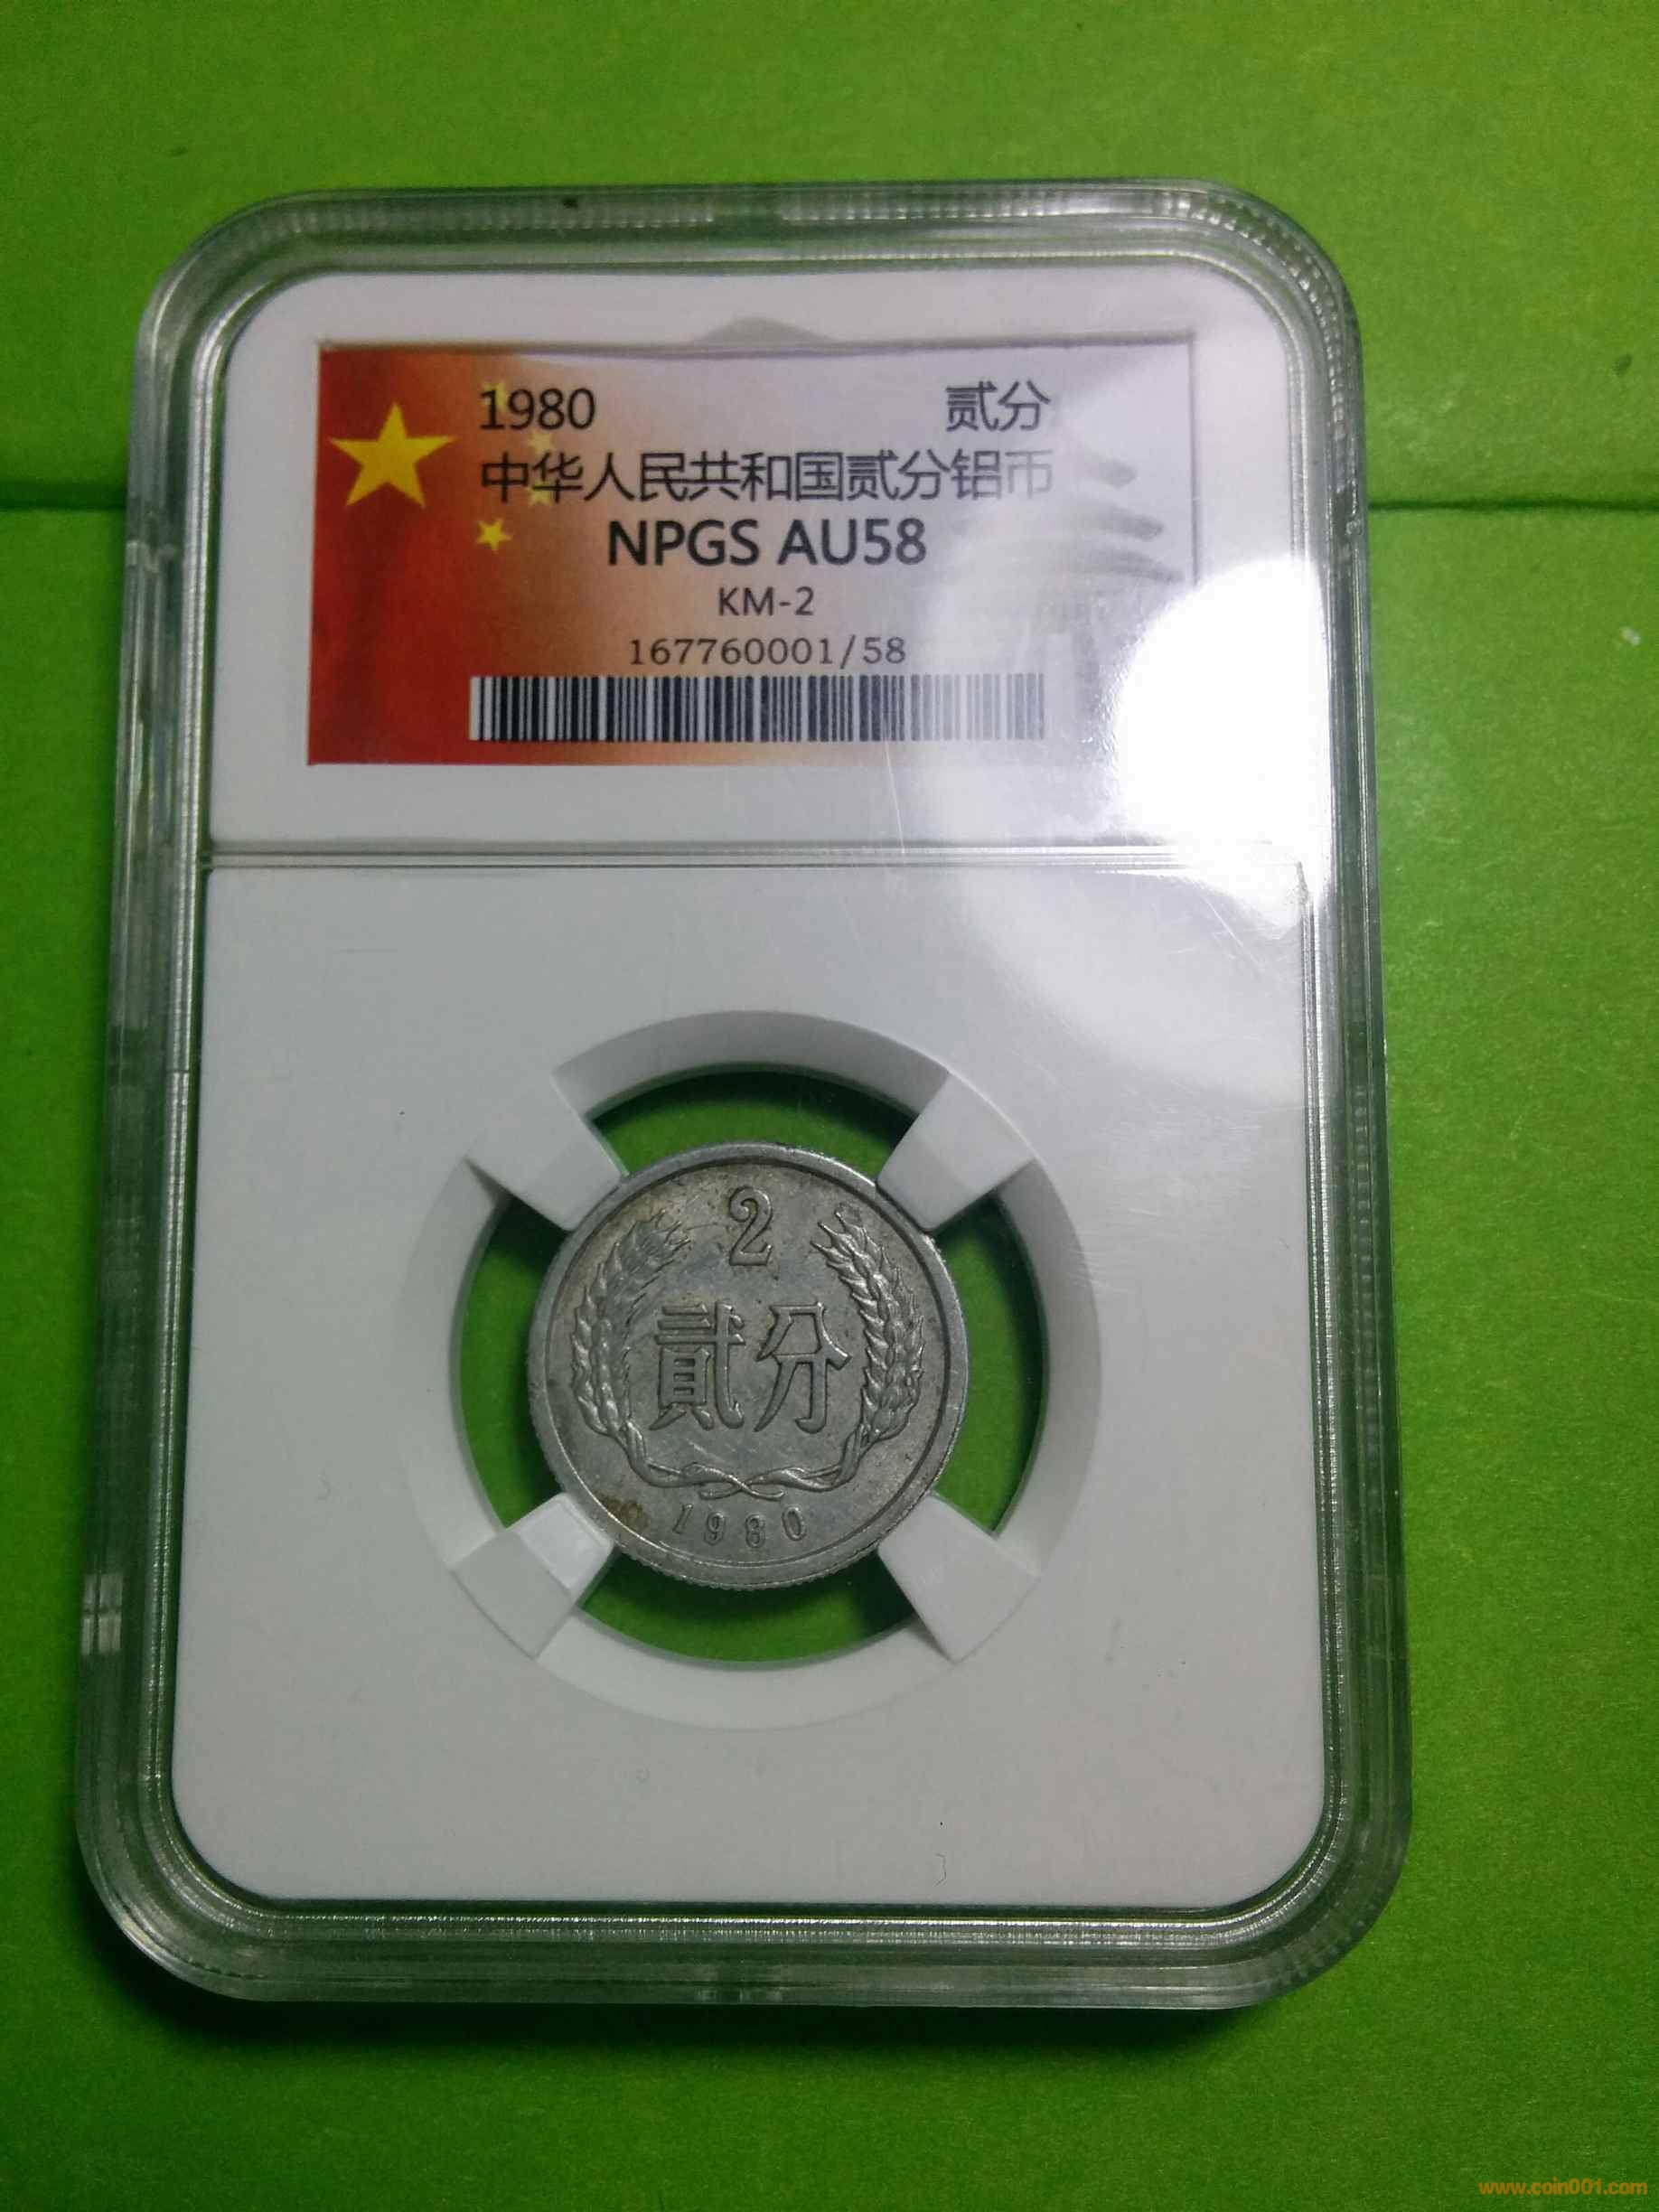 1980 贰分
中华人民共和国贰分铝币
NPGS AU58
KM-2
167760001/58
2
貳分
1980
www.coin001.com